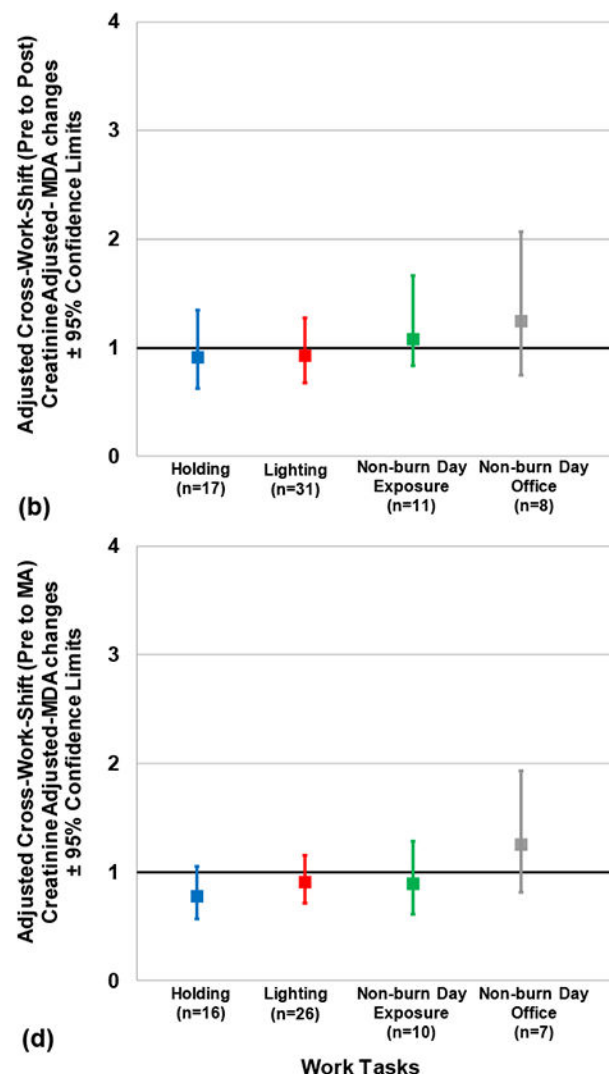 Adjusted Cross-Work-Shift (Pre to Post)
Creatinine Adjusted- MDA changes
± 95% Confidence Limits
4
3
2
1
0
Holding
(n=17)
Lighting
(n=31)
Non-burn Day
Exposure
(n=11)
Non-burn Day
Office
(n=8)
(b)
Adjusted Cross-Work-Shift (Pre to MA)
Creatinine Adjusted-MDA changes
± 95% Confidence Limits
4
3
2
1
0
Holding
(n=16)
Lighting
(n=26)
Non-burn Day
Exposure
(n=10)
Non-burn Day
Office
(n=7)
(d)
Work Tasks